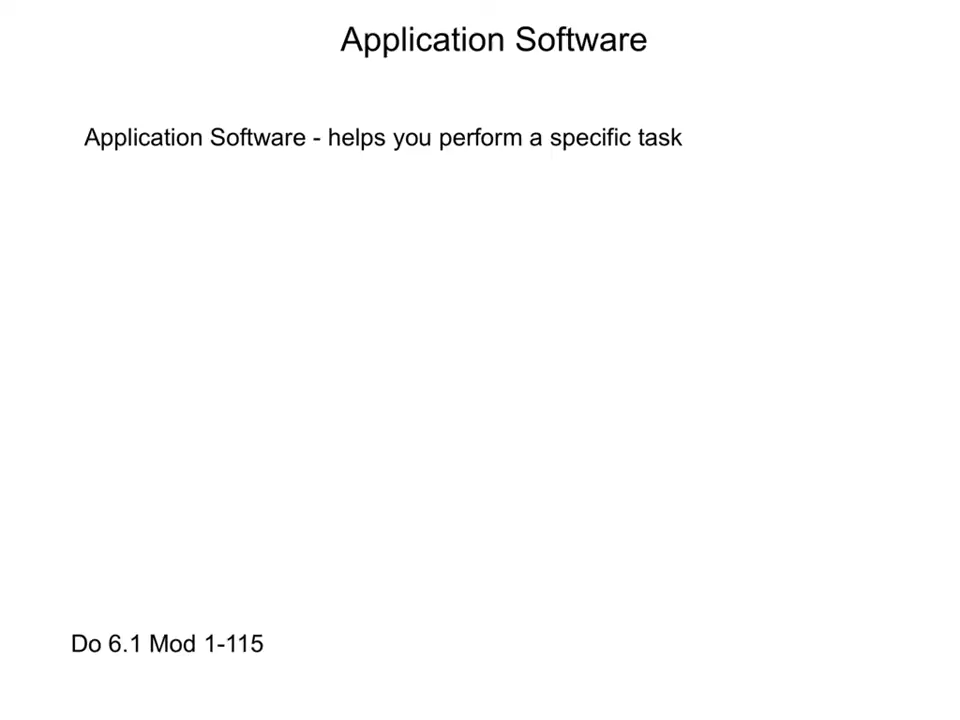 Application Software
Application Software - helps you perform a specific task
Do 6.1 Mod 1-115